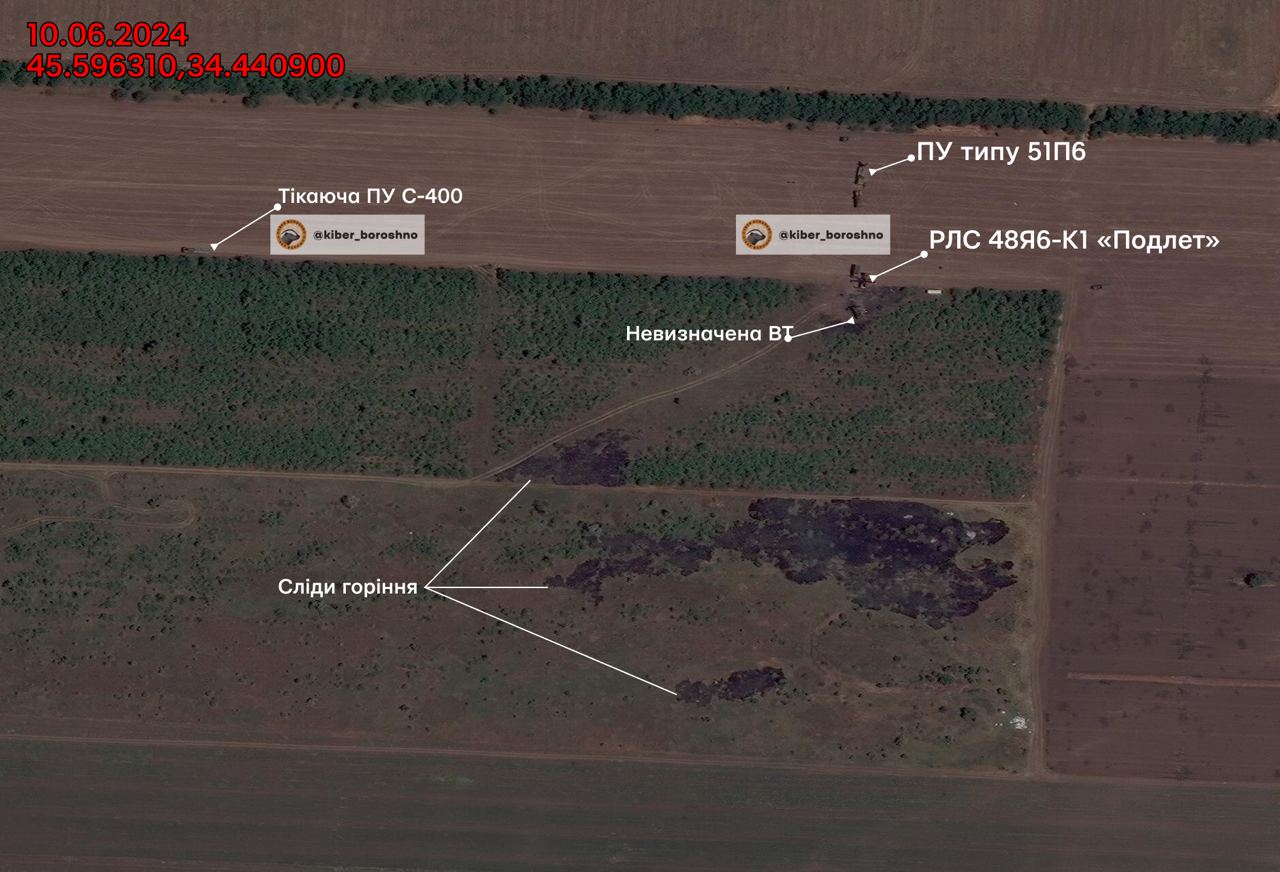 10.06.2024
45.596310,34.440900
ПУ типу 51П6
Тікаюча ПУ С-400
@kiber_boroshno
@kiber_boroshno
РЛС 48Я6-К1 «Подлет»
Невизначена ВТ
Сліди горіння